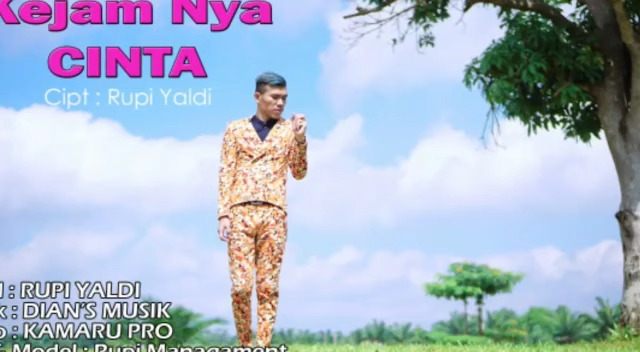 Kejam Nya
CINTA
Cipt : Rupi Yaldi
: RUPI YALDI
: DIAN'S MUSIK
: KAMARU PRO
Model : Rupi Managament